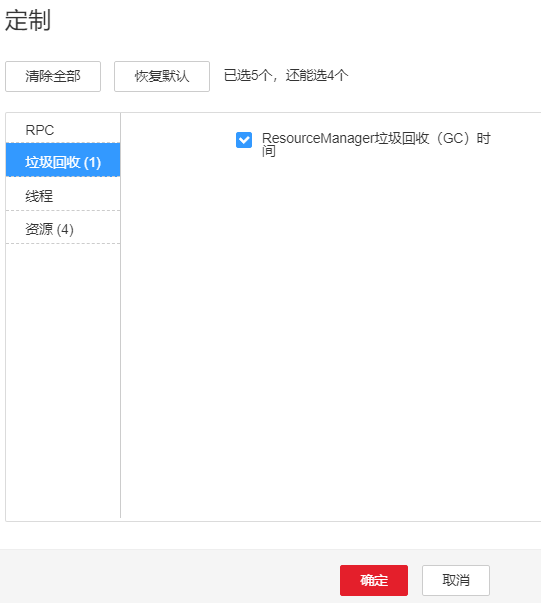 定制
清除全部 恢复默认 已选5个，还能选4个
RPC
垃圾回收 (1)
线程
资源 (4)
ResourceManager垃圾回收（GC）时
间
确定 取消